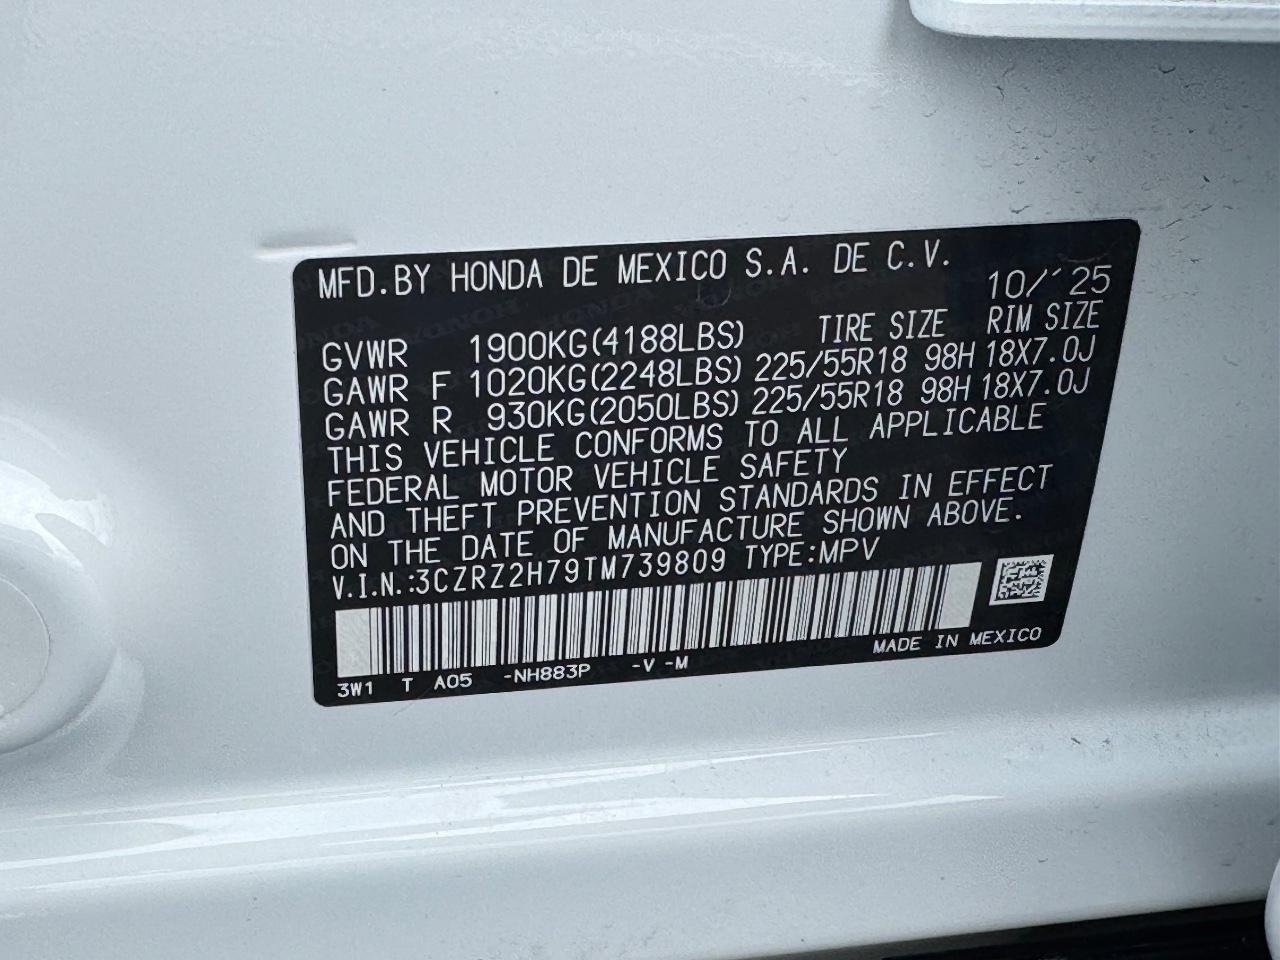 MFD.BY HONDA DE MEXICO S.A. DE C.V.
10/'25
GVWR 1900KG(4188LBS) TIRE SIZE RIM SIZE
GAWR F 1020KG(2248LBS) 225/55R18 98H 18X7.0J
GAWR R 930KG(2050LBS) 225/55R18 98H 18X7.0J
THIS VEHICLE CONFORMS TO ALL APPLICABLE
FEDERAL MOTOR VEHICLE SAFETY
AND THEFT PREVENTION STANDARDS IN EFFECT
ON THE DATE OF MANUFACTURE SHOWN ABOVE.
V.I.N.:3CZRZ2H79TM739809 TYPE:MPV
MADE IN MEXICO
3W1 T A05 -NH883P -V -M